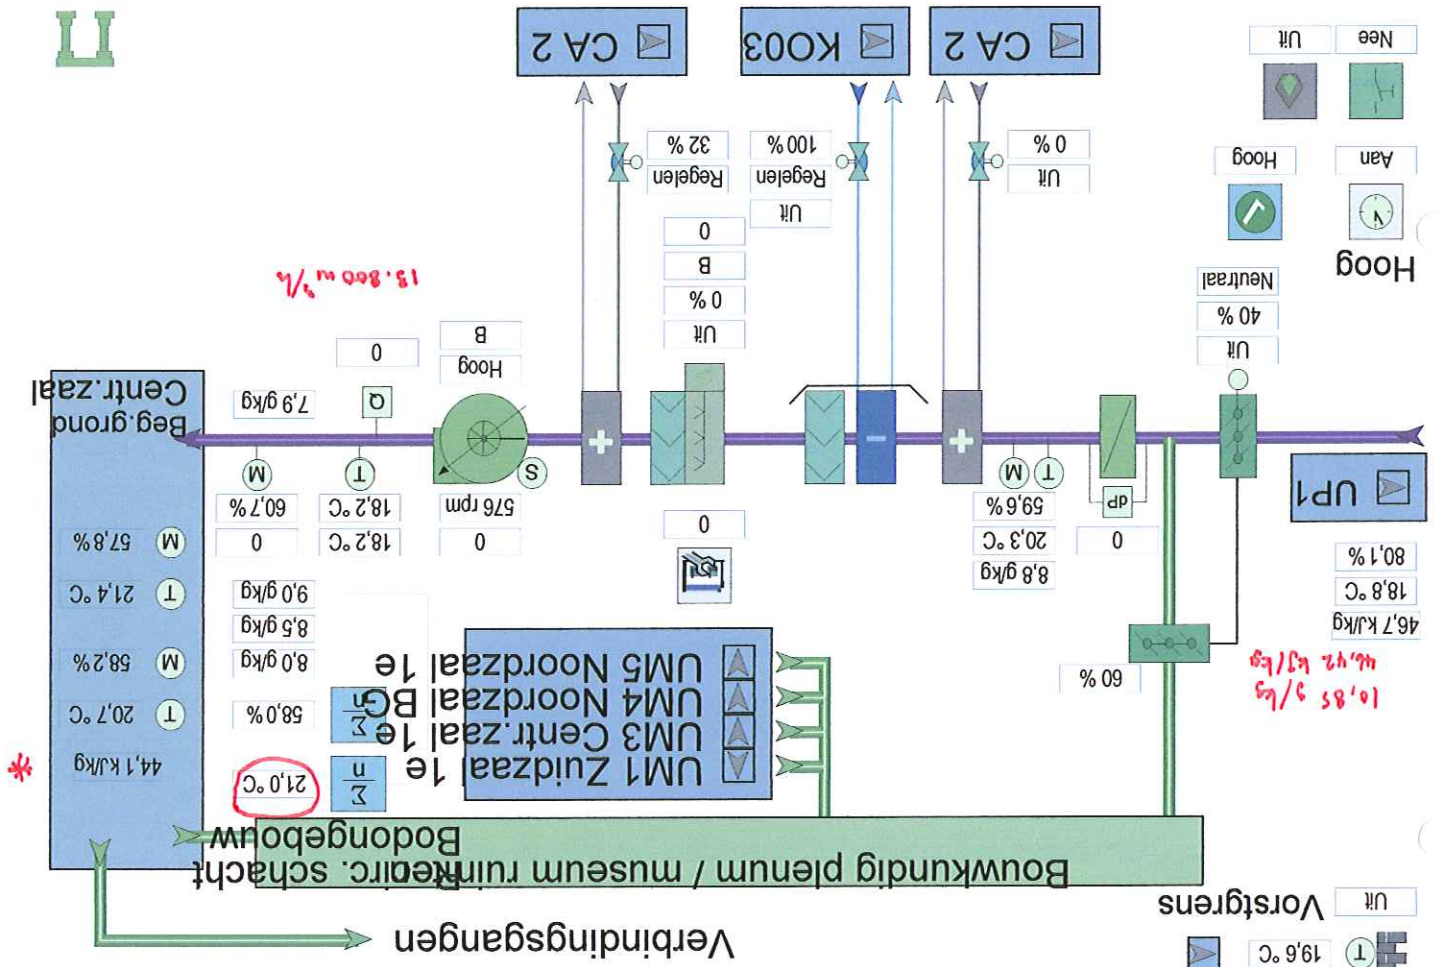 T 19,6 °C
Verbindingsgangen
Uit Vorstgrens
Bouwkundig plenum / museum ruimten
Recirc. schacht
Bodongebouw
UM1 Zuidzaal 1e
UM3 Centr.zaal 1e
UM4 Noordzaal BG
UM5 Noordzaal 1e
Σ
n
21,0 °C
Σ
n
58,0 %
8,0 g/kg
8,5 g/kg
9,0 g/kg
*
44,1 kJ/kg
T 20,7 °C
M 58,2 %
T 21,4 °C
M 57,8 %
Beg.grond
Centr.zaal
10,85 g/kg
46,42 kJ/kg
46,7 kJ/kg
18,8 °C
80,1 %
UP1
60 %
8,8 g/kg
20,3 °C
59,6 %
0
dP
T
M
0
0
576 rpm
S
18,2 °C
18,2 °C
T
0
60,7 %
M
Uit
40 %
Neutraal
Uit
0 %
B
0
Hoog
B
Q
0
7,9 g/kg
18.800 m³/h
Hoog
Aan
Hoog
Nee
Uit
Uit
0 %
Uit
Regelen
100 %
Regelen
32 %
CA 2
KO03
CA 2